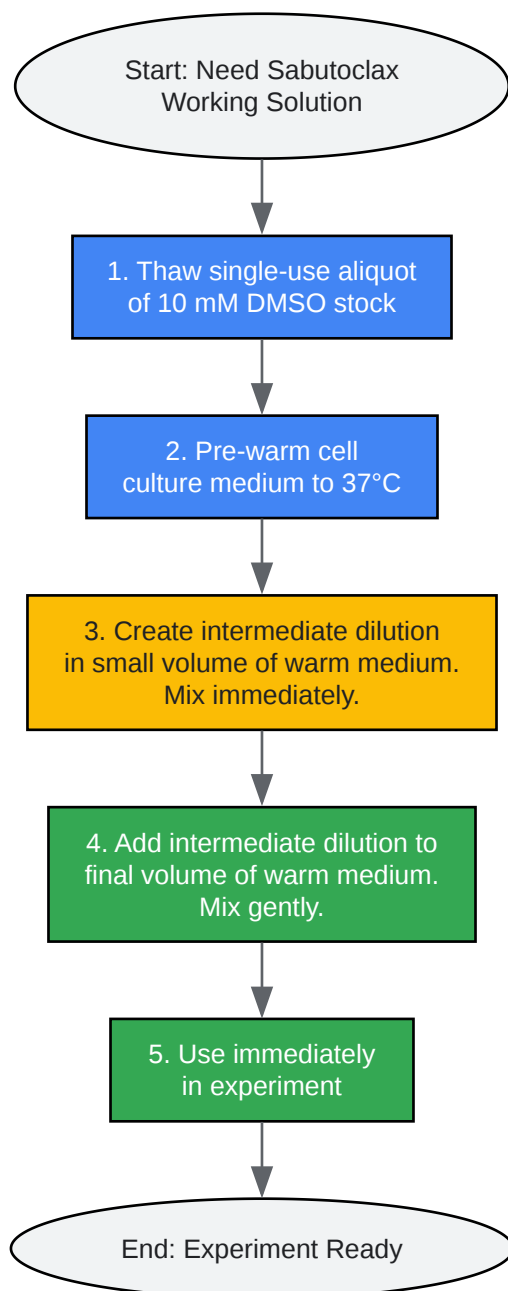 Start: Need Sabutoclax
Working Solution
1. Thaw single-use aliquot
of 10 mM DMSO stock
2. Pre-warm cell
culture medium to 37°C
3. Create intermediate dilution
in small volume of warm medium.
Mix immediately.
4. Add intermediate dilution to
final volume of warm medium.
Mix gently.
5. Use immediately
in experiment
End: Experiment Ready